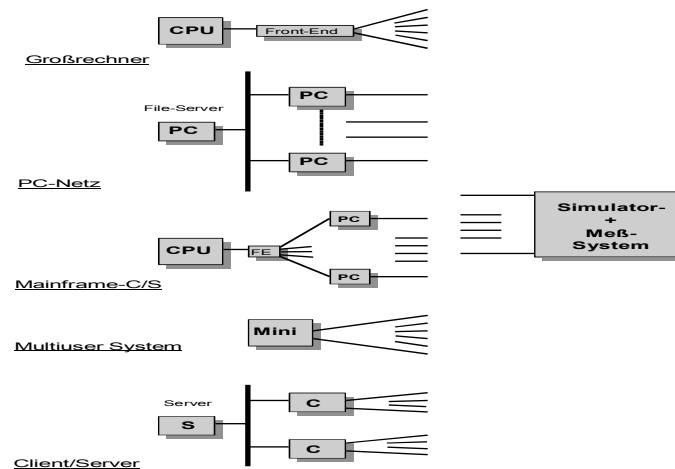 CPU
Front-End
Großrechner
File-Server
PC
PC
PC
PC-Netz
CPU
FE
PC
PC
Mainframe-C/S
Simulator-
+
Meß-
System
Mini
Multiuser System
Server
S
C
C
Client/Server